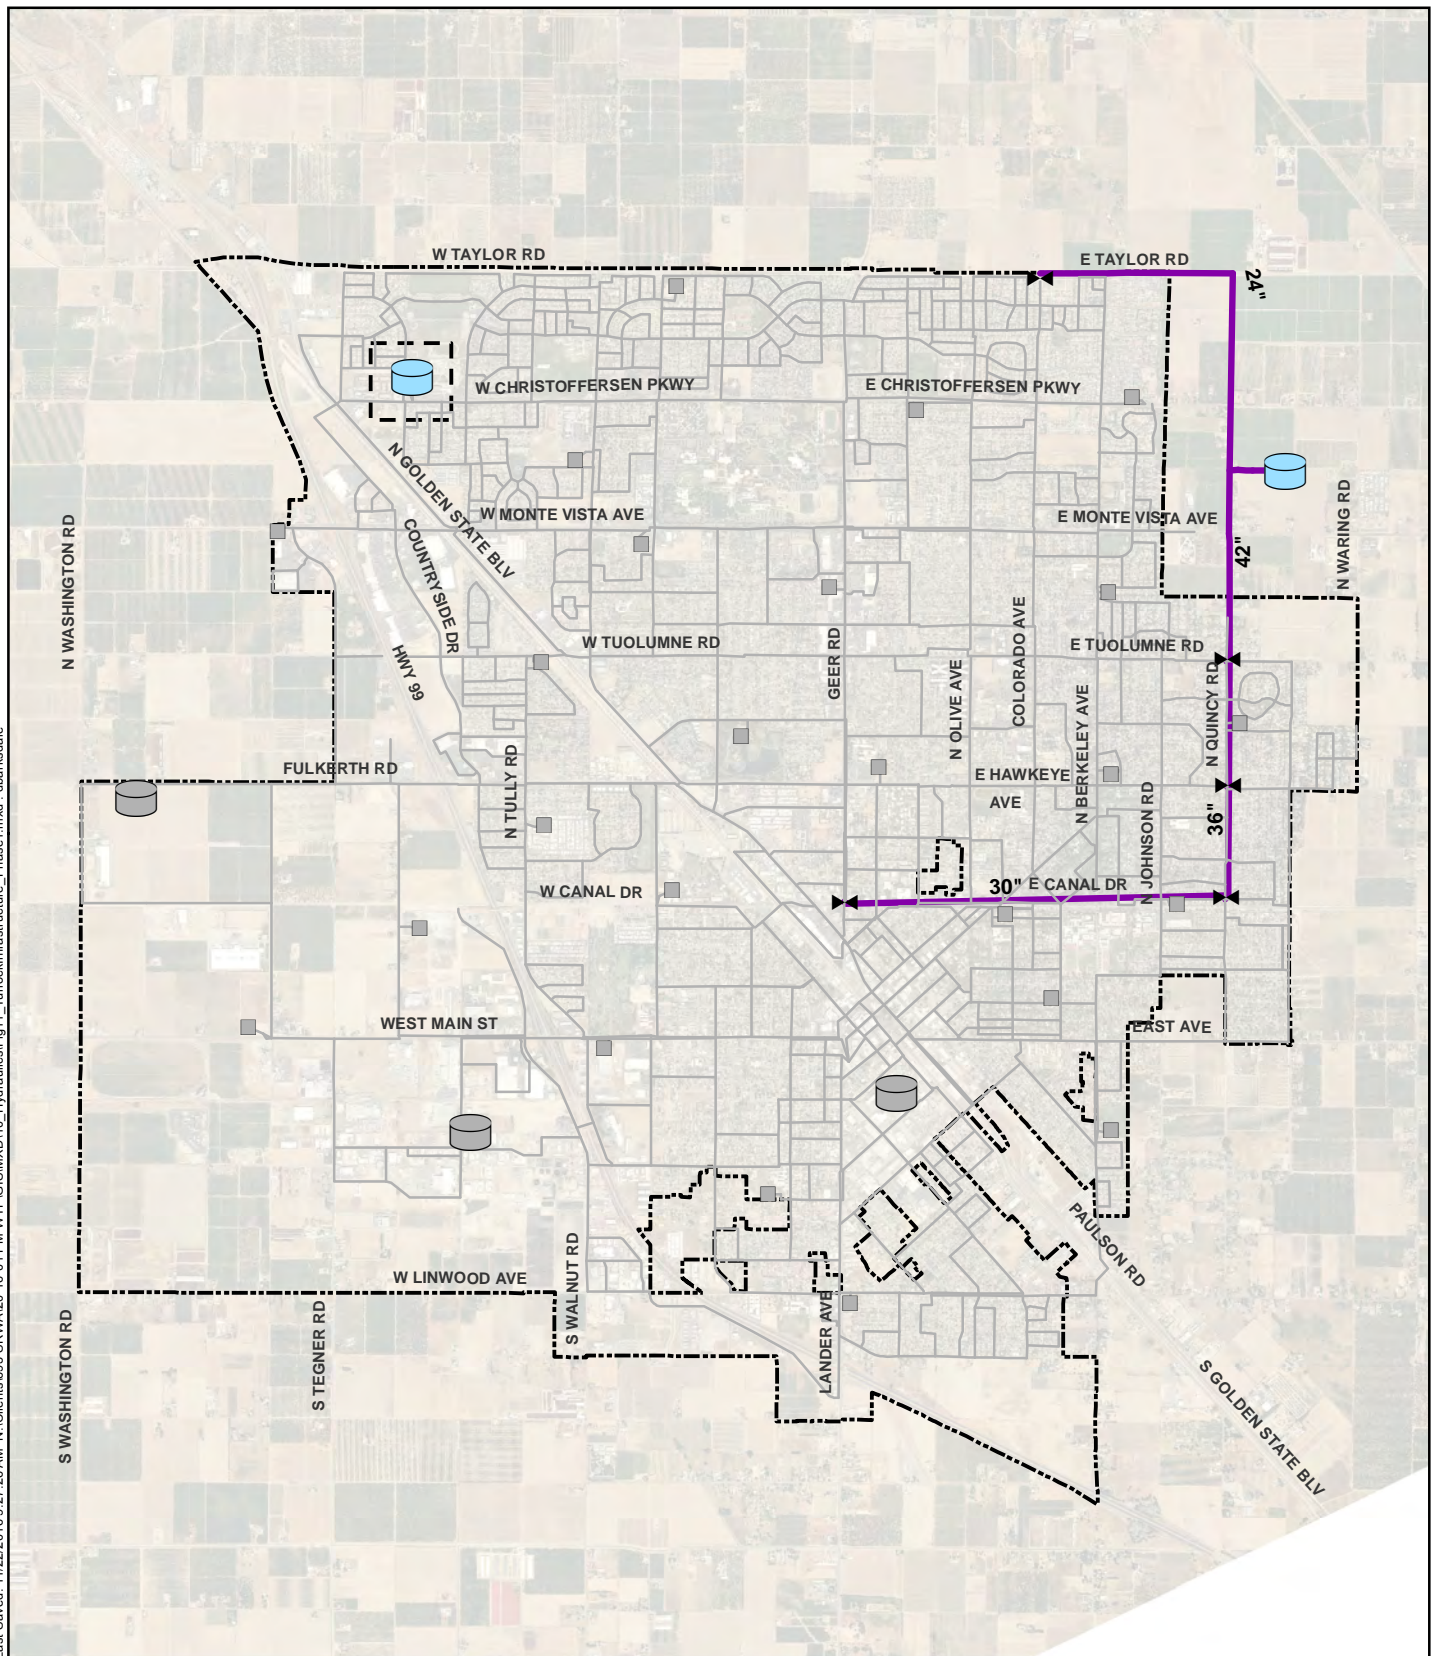 W TAYLOR RD
E TAYLOR RD
24"
W CHRISTOFFERSEN PKWY
E CHRISTOFFERSEN PKWY
N GOLDEN STATE BLV
W MONTE VISTA AVE
E MONTE VISTA AVE
N WARING RD
42"
N WASHINGTON RD
COUNTRYSIDE DR
HWY 99
W TUOLUMNE RD
E TUOLUMNE RD
GEER RD
N OLIVE AVE
COLORADO AVE
N BERKELEY AVE
N QUINCY RD
FULKERTH RD
N TULLY RD
E HAWKEYE
AVE
N JOHNSON RD
36"
W CANAL DR
30"
E CANAL DR
WEST MAIN ST
EAST AVE
PAULSON RD
W LINWOOD AVE
S WALNUT RD
LANDER AVE
S WASHINGTON RD
S TEGNER RD
S GOLDEN STATE BLV